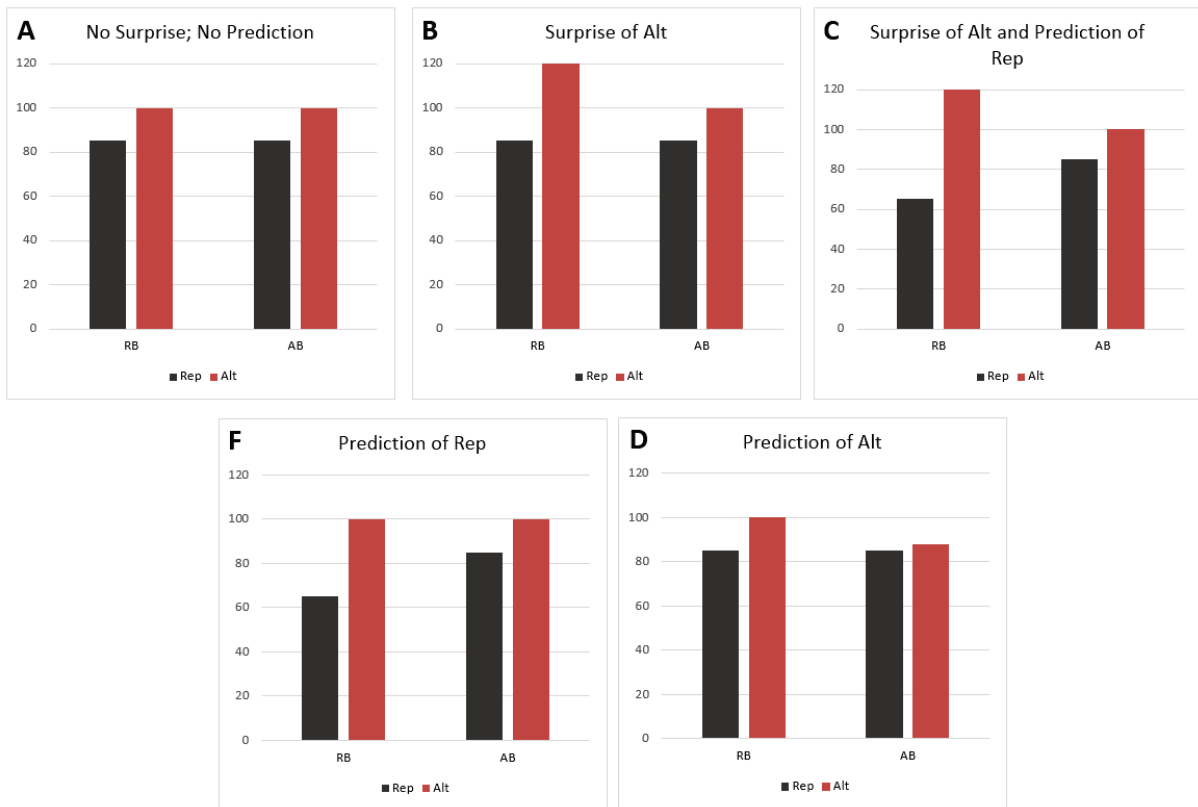 A
No Surprise; No Prediction
120
100
80
60
40
20
0
RB
AB
Rep Alt
B
Surprise of Alt
120
100
80
60
40
20
0
RB
AB
Rep Alt
C
Surprise of Alt and Prediction of
Rep
120
100
80
60
40
20
0
RB
AB
Rep Alt
F
Prediction of Rep
120
100
80
60
40
20
0
RB
AB
Rep Alt
D
Prediction of Alt
120
100
80
60
40
20
0
RB
AB
Rep Alt